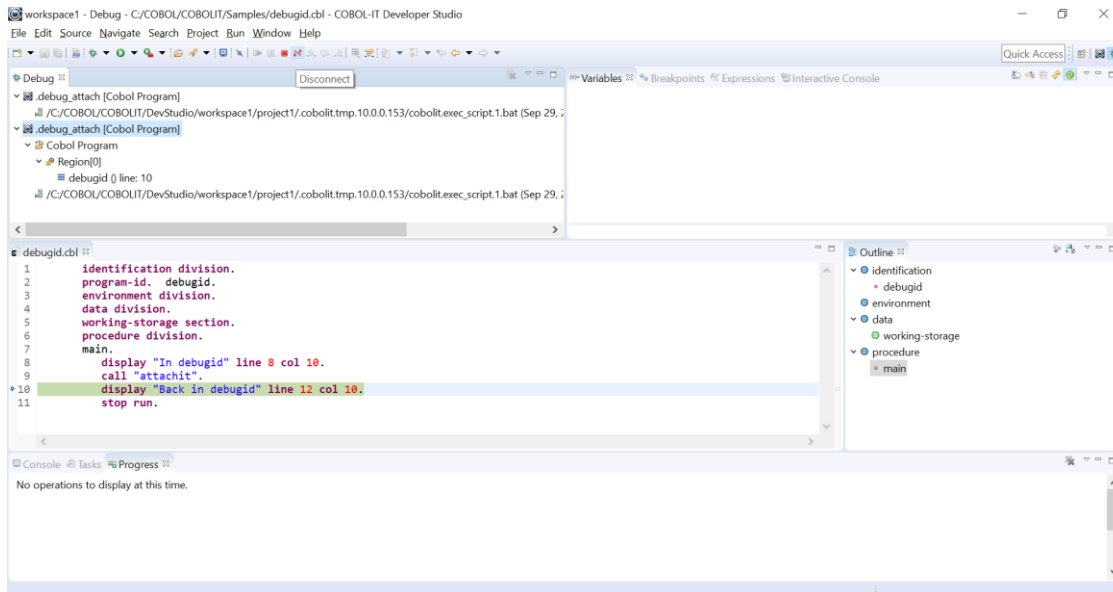 workspace1 - Debug - C:/COBOL/COBOLIT/Samples/debugid.cbl - COBOL-IT Developer Studio
File Edit Source Navigate Search Project Run Window Help
Quick Access
Debug
Disconnect
Variables Breakpoints Expressions Interactive Console
.debug_attach [Cobol Program]
/C:/COBOL/COBOLIT/DevStudio/workspace1/project1/.cobolit.tmp.10.0.0.153/cobolit.exec_script.1.bat (Sep 29,
.debug_attach [Cobol Program]
Cobol Program
Region[0]
debugid () line: 10
/C:/COBOL/COBOLIT/DevStudio/workspace1/project1/.cobolit.tmp.10.0.0.153/cobolit.exec_script.1.bat (Sep 29,
debugid.cbl
1 identification division.
2 program-id. debugid.
3 environment division.
4 data division.
5 working-storage section.
6 procedure division.
7 main.
8 display "In debugid" line 8 col 10.
9 call "attachit".
10 display "Back in debugid" line 12 col 10.
11 stop run.
Outline
identification
debugid
environment
data
working-storage
procedure
main
Console Tasks Progress
No operations to display at this time.